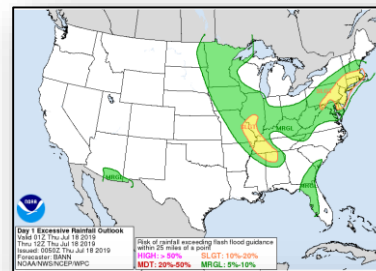 MRGL
MRGL
MRGL
NOAA
Day 1 Excessive Rainfall Outlook
Valid 01Z Thu Jul 18 2019
Thru 12Z Thu Jul 18 2019
Issued: 0050Z Thu Jul 18 2019
Forecaster: BANN
NOAA/NWS/NCEP/WPC
Risk of rainfall exceeding flash flood guidance
within 25 miles of a point
HIGH: > 50% SLGT: 10%-20%
MDT: 20%-50% MRGL: 5%-10%